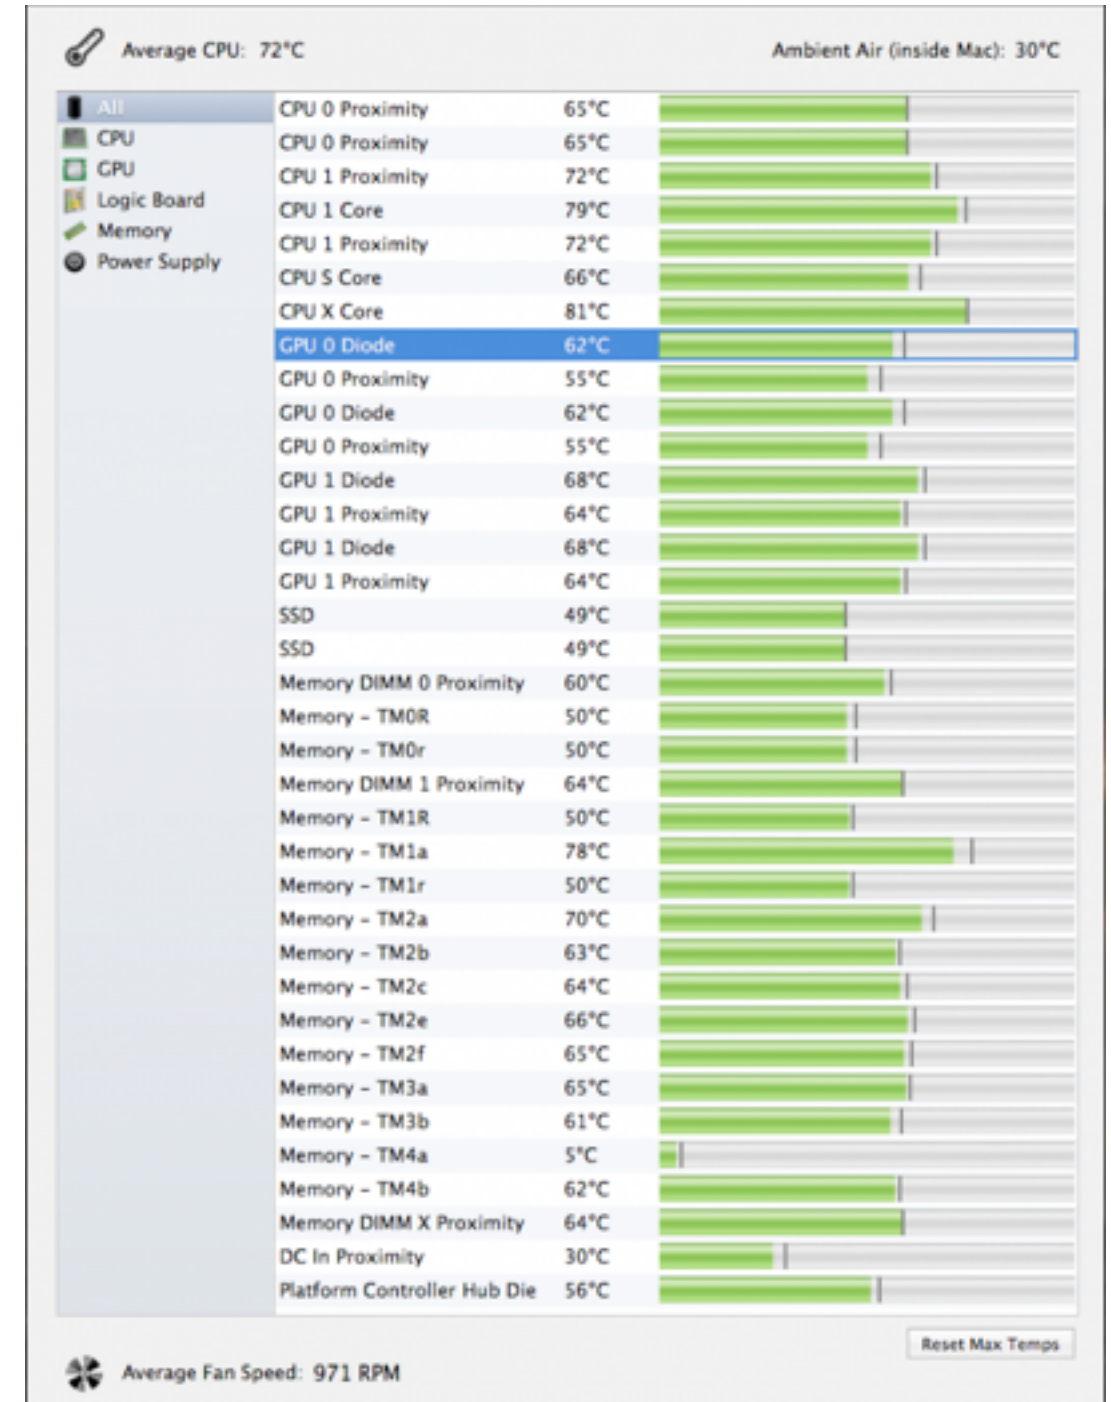 Average CPU: 72°C
Ambient Air (inside Mac): 30°C
All
CPU
GPU
Logic Board
Memory
Power Supply
CPU 0 Proximity 65°C
CPU 0 Proximity 65°C
CPU 1 Proximity 72°C
CPU 1 Core 79°C
CPU 1 Proximity 72°C
CPU S Core 66°C
CPU X Core 81°C
GPU 0 Diode 62°C
GPU 0 Proximity 55°C
GPU 0 Diode 62°C
GPU 0 Proximity 55°C
GPU 1 Diode 68°C
GPU 1 Proximity 64°C
GPU 1 Diode 68°C
GPU 1 Proximity 64°C
SSD 49°C
SSD 49°C
Memory DIMM 0 Proximity 60°C
Memory – TM0R 50°C
Memory – TM0r 50°C
Memory DIMM 1 Proximity 64°C
Memory – TM1R 50°C
Memory – TM1a 78°C
Memory – TM1r 50°C
Memory – TM2a 70°C
Memory – TM2b 63°C
Memory – TM2c 64°C
Memory – TM2e 66°C
Memory – TM2f 65°C
Memory – TM3a 65°C
Memory – TM3b 61°C
Memory – TM4a 5°C
Memory – TM4b 62°C
Memory DIMM X Proximity 64°C
DC In Proximity 30°C
Platform Controller Hub Die 56°C
Reset Max Temps
Average Fan Speed: 971 RPM